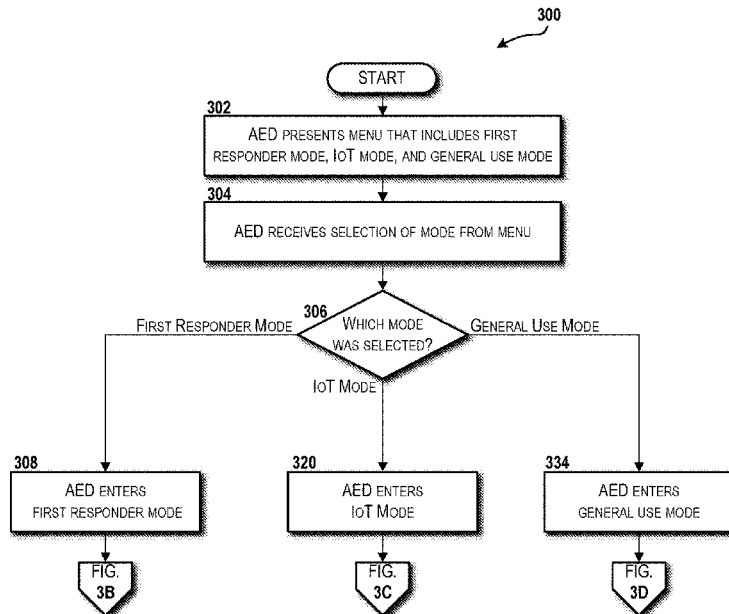 300
START
302
AED PRESENTS MENU THAT INCLUDES FIRST
RESPONDER MODE, IOT MODE, AND GENERAL USE MODE
304
AED RECEIVES SELECTION OF MODE FROM MENU
306
WHICH MODE
WAS SELECTED?
FIRST RESPONDER MODE
GENERAL USE MODE
IOT MODE
308
AED ENTERS
FIRST RESPONDER MODE
320
AED ENTERS
IOT MODE
334
AED ENTERS
GENERAL USE MODE
FIG.
3B
FIG.
3C
FIG.
3D